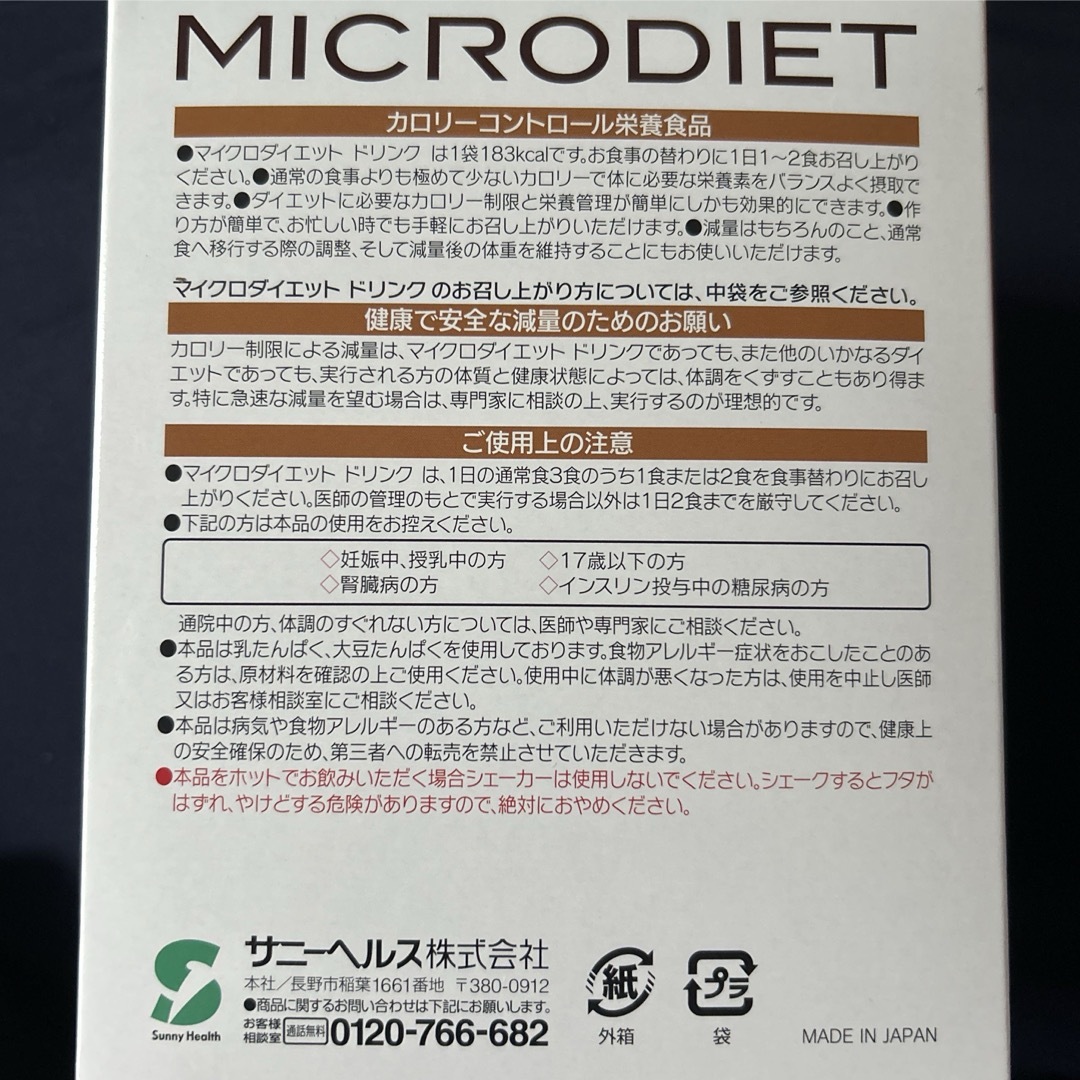 MICRODIET
カロリーコントロール栄養食品
●マイクロダイエット ドリンク は1袋183kcalです。お食事の替わりに1日1～2食お召し上がり
ください。●通常の食事よりも極めて少ないカロリーで体に必要な栄養素をバランスよく摂取で
きます。●ダイエットに必要なカロリー制限と栄養管理が簡単にしかも効果的にできます。●作
り方が簡単で、お忙しい時でも手軽にお召し上がりいただけます。●減量はもちろんのこと、通常
食へ移行する際の調整、そして減量後の体重を維持することにもお使いいただけます。
マイクロダイエット ドリンク のお召し上がり方については、中袋をご参照ください。
健康で安全な減量のためのお願い
カロリー制限による減量は、マイクロダイエット ドリンクであっても、また他のいかなるダイ
エットであっても、実行される方の体質と健康状態によっては、体調をくずすこともあり得ま
す。特に急速な減量を望む場合は、専門家に相談の上、実行するのが理想的です。
ご使用上の注意
●マイクロダイエット ドリンク は、1日の通常食3食のうち1食または2食を食事替わりにお召し
上がりください。医師の管理のもとで実行する場合以外は1日2食までを厳守してください。
●下記の方は本品の使用をお控えください。
◇妊娠中、授乳中の方 ◇17歳以下の方
◇腎臓病の方 ◇インスリン投与中の糖尿病の方
通院中の方、体調のすぐれない方については、医師や専門家にご相談ください。
●本品は乳たんぱく、大豆たんぱくを使用しております。食物アレルギー症状をおこしたことのあ
る方は、原材料を確認の上ご使用ください。使用中に体調が悪くなった方は、使用を中止し医師
又はお客様相談室にご相談ください。
●本品は病気や食物アレルギーのある方など、ご利用いただけない場合がありますので、健康上
の安全確保のため、第三者への転売を禁止させていただきます。
●本品をホットでお飲みいただく場合シェーカーは使用しないでください。シェークするとフタが
はずれ、やけどする危険がありますので、絶対におやめください。
サニーヘルス株式会社
本社／長野市稲葉1661番地 〒380-0912
●商品に関するお問い合わせは下記にお願いします。
お客様相談室 通話無料 0120-766-682
Sunny Health
紙
外箱
プラ
袋
MADE IN JAPAN